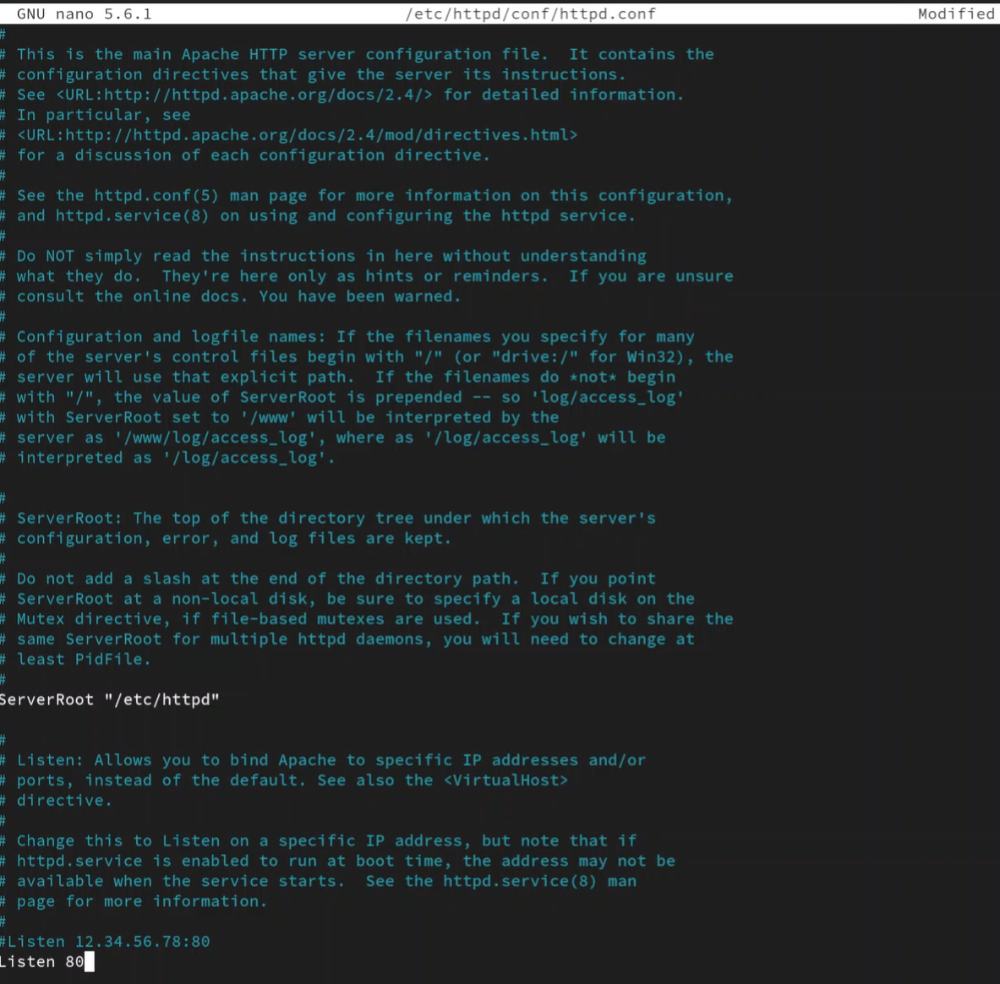 GNU nano 5.6.1 /etc/httpd/conf/httpd.conf Modified
#
# This is the main Apache HTTP server configuration file.  It contains the
# configuration directives that give the server its instructions.
# See <URL:http://httpd.apache.org/docs/2.4/> for detailed information.
# In particular, see
# <URL:http://httpd.apache.org/docs/2.4/mod/directives.html>
# for a discussion of each configuration directive.
#
# See the httpd.conf(5) man page for more information on this configuration,
# and httpd.service(8) on using and configuring the httpd service.
#
# Do NOT simply read the instructions in here without understanding
# what they do.  They're here only as hints or reminders.  If you are unsure
# consult the online docs. You have been warned.
#
# Configuration and logfile names: If the filenames you specify for many
# of the server's control files begin with "/" (or "drive:/" for Win32), the
# server will use that explicit path.  If the filenames do *not* begin
# with "/", the value of ServerRoot is prepended -- so 'log/access_log'
# with ServerRoot set to '/www' will be interpreted by the
# server as '/www/log/access_log', where as '/log/access_log' will be
# interpreted as '/log/access_log'.

#
# ServerRoot: The top of the directory tree under which the server's
# configuration, error, and log files are kept.
#
# Do not add a slash at the end of the directory path.  If you point
# ServerRoot at a non-local disk, be sure to specify a local disk on the
# Mutex directive, if file-based mutexes are used.  If you wish to share the
# same ServerRoot for multiple httpd daemons, you will need to change at
# least PidFile.
#
ServerRoot "/etc/httpd"

#
# Listen: Allows you to bind Apache to specific IP addresses and/or
# ports, instead of the default. See also the <VirtualHost>
# directive.
#
# Change this to Listen on a specific IP address, but note that if
# httpd.service is enabled to run at boot time, the address may not be
# available when the service starts.  See the httpd.service(8) man
# page for more information.
#
#Listen 12.34.56.78:80
Listen 80